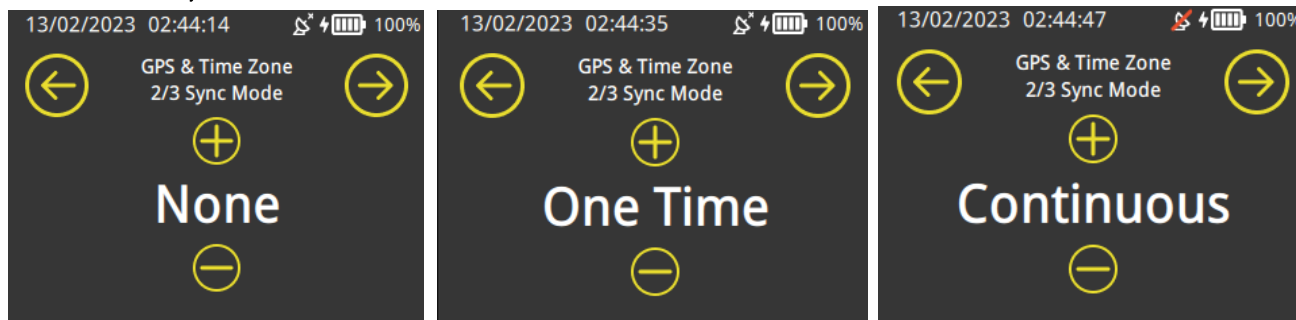 13/02/2023 02:44:14 100%
GPS & Time Zone
2/3 Sync Mode
None
13/02/2023 02:44:35 100%
GPS & Time Zone
2/3 Sync Mode
One Time
13/02/2023 02:44:47 100%
GPS & Time Zone
2/3 Sync Mode
Continuous